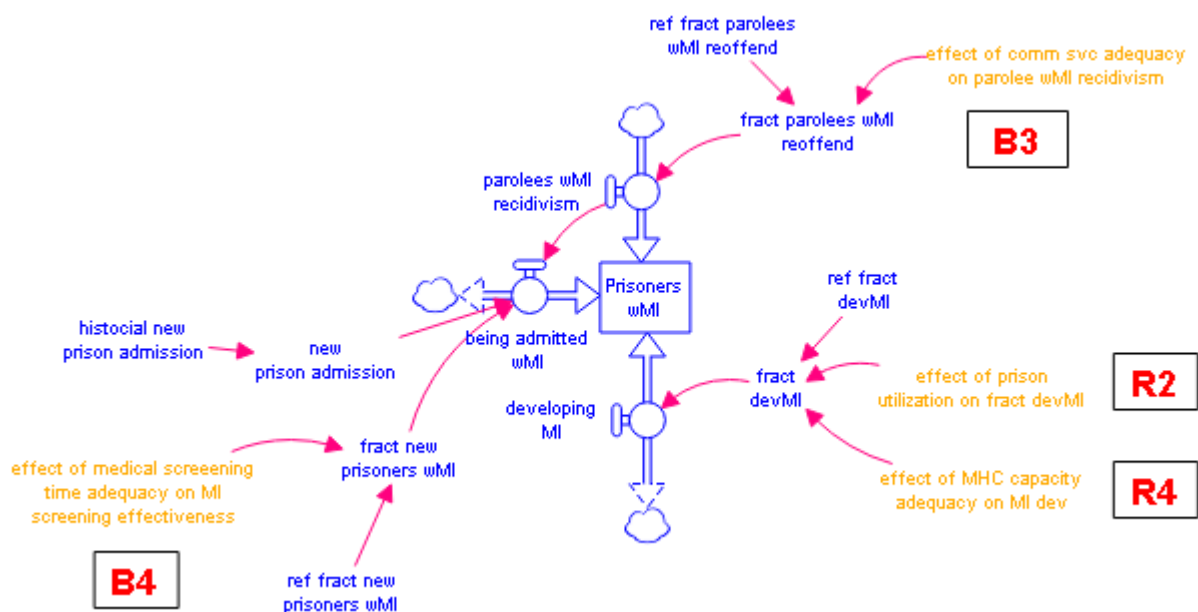 ref fract parolees
wMI reoffend
effect of comm svc adequacy
on parolee wMI recidivism
fract parolees wMI
reoffend
B3
parolees wMI
recidivism
Prisoners
wMI
ref fract
devMI
histocial new
prison admission
new
prison admission
being admitted
wMI
fract
devMI
effect of prison
utilization on fract devMI
R2
developing
MI
fract new
prisoners wMI
effect of medical screeening
time adequacy on MI
screening effectiveness
effect of MHC capacity
adequacy on MI dev
R4
B4
ref fract new
prisoners wMI